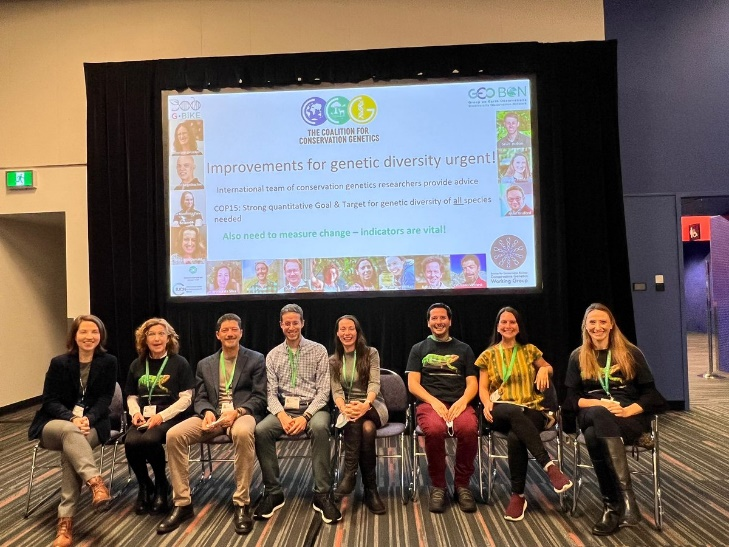 G-BIKE
GEO BON
THE COALITION FOR
CONSERVATION GENETICS
Improvements for genetic diversity urgent!
International team of conservation genetics researchers provide advice
COP15: Strong quantitative Goal & Target for genetic diversity of all species
needed
Also need to measure change – indicators are vital!
Conservation Genetics
Working Group